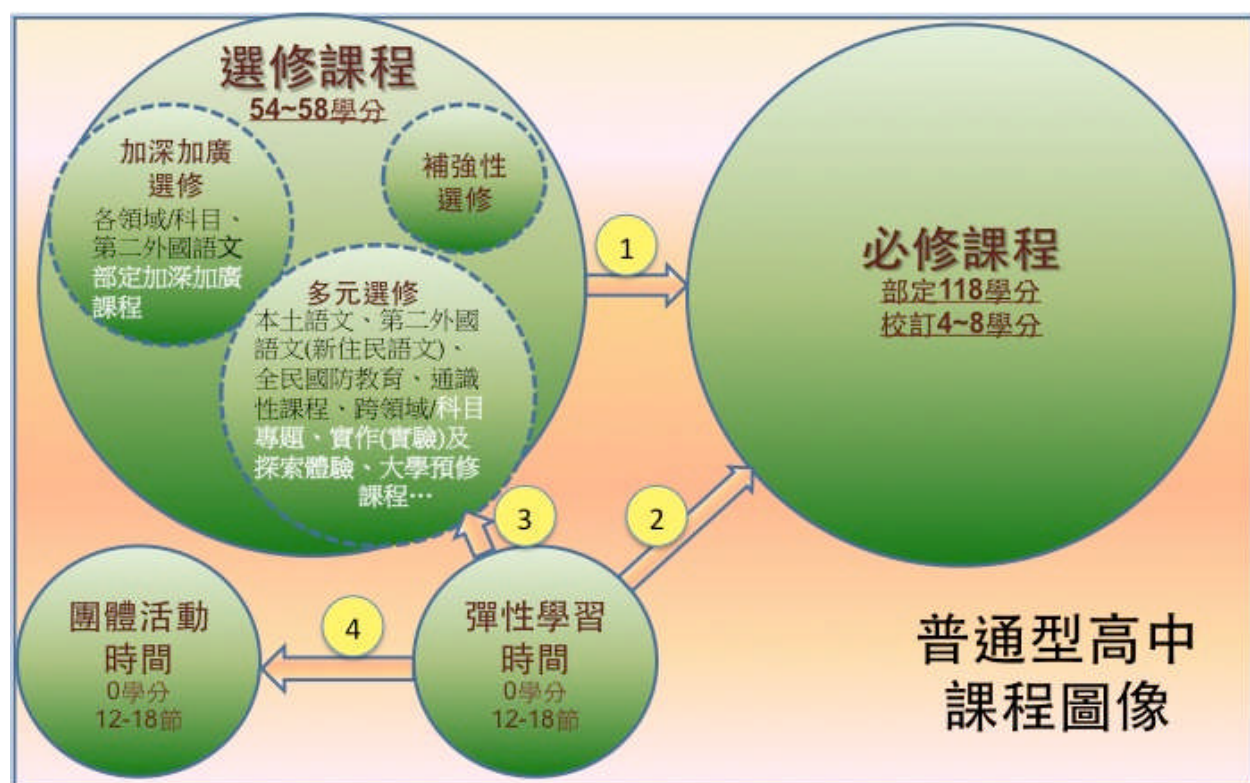 選修課程
54~58學分
加深加廣
選修
各領域/科目、
第二外國語文
部定加深加廣
課程
補強性
選修
多元選修
本土語文、第二外國
語文(新住民語文)、
全民國防教育、通識
性課程、跨領域/科目
專題、實作(實驗)及
探索體驗、大學預修
課程…
1
必修課程
部定118學分
校訂4~8學分
3
2
團體活動
時間
0學分
12-18節
4
彈性學習
時間
0學分
12-18節
普通型高中
課程圖像